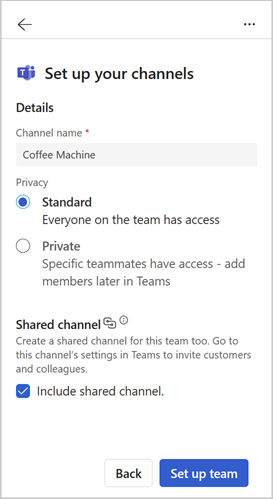 Set up your channels
Details
Channel name *
Coffee Machine
Privacy
Standard
Everyone on the team has access
Private
Specific teammates have access - add
members later in Teams
Shared channel
Create a shared channel for this team too. Go to
this channel's settings in Teams to invite customers
and colleagues.
Include shared channel.
Back
Set up team